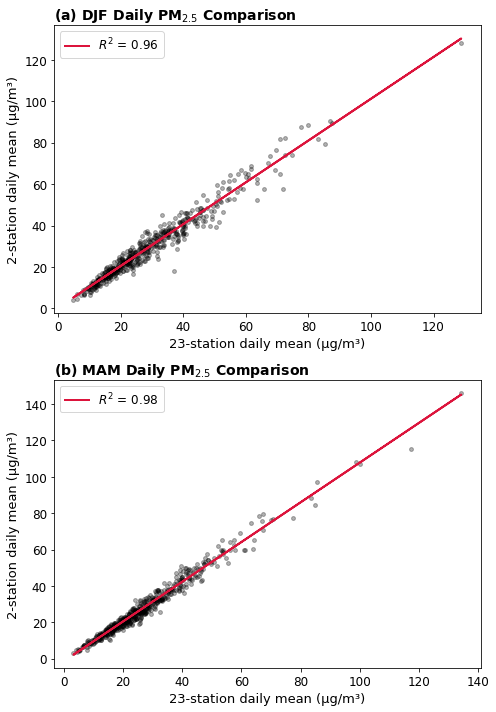 (a) DJF Daily PM2.5 Comparison
R² = 0.96
120
100
80
60
40
20
0
2-station daily mean (µg/m³)
0 20 40 60 80 100 120
23-station daily mean (µg/m³)
(b) MAM Daily PM2.5 Comparison
R² = 0.98
140
120
100
80
60
40
20
0
2-station daily mean (µg/m³)
0 20 40 60 80 100 120 140
23-station daily mean (µg/m³)